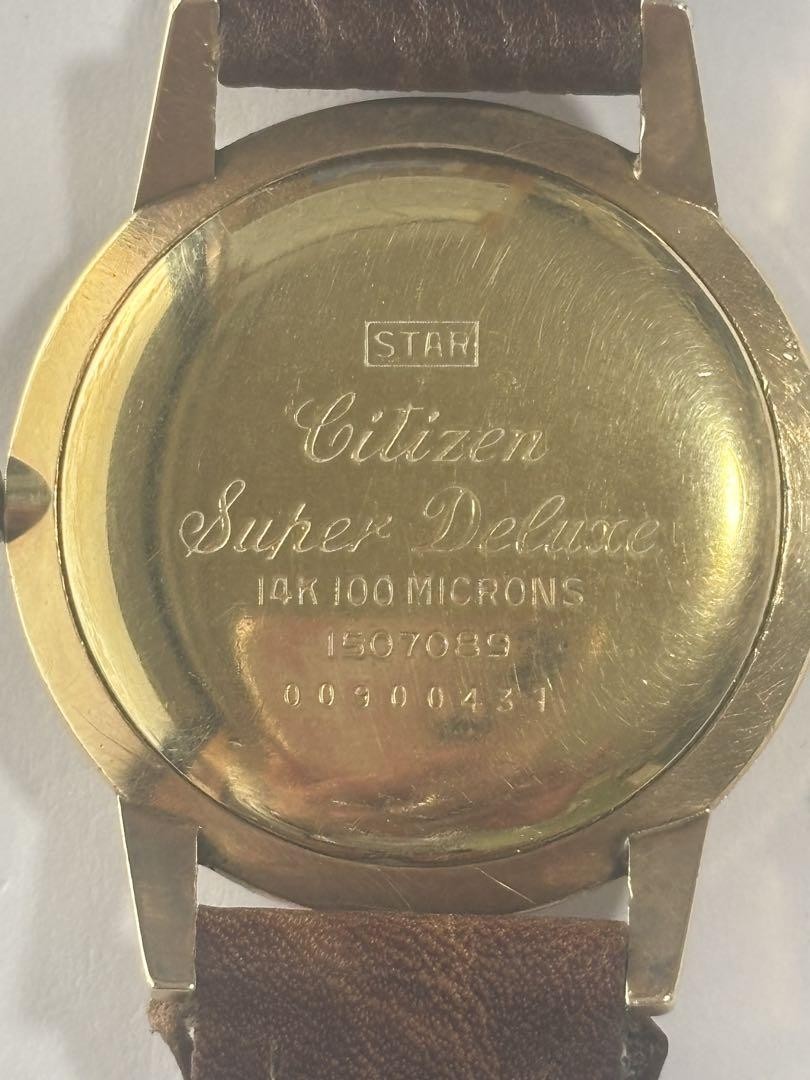 STAR
Citizen
Super Deluxe
14K 100 MICRONS
1507089
00900431